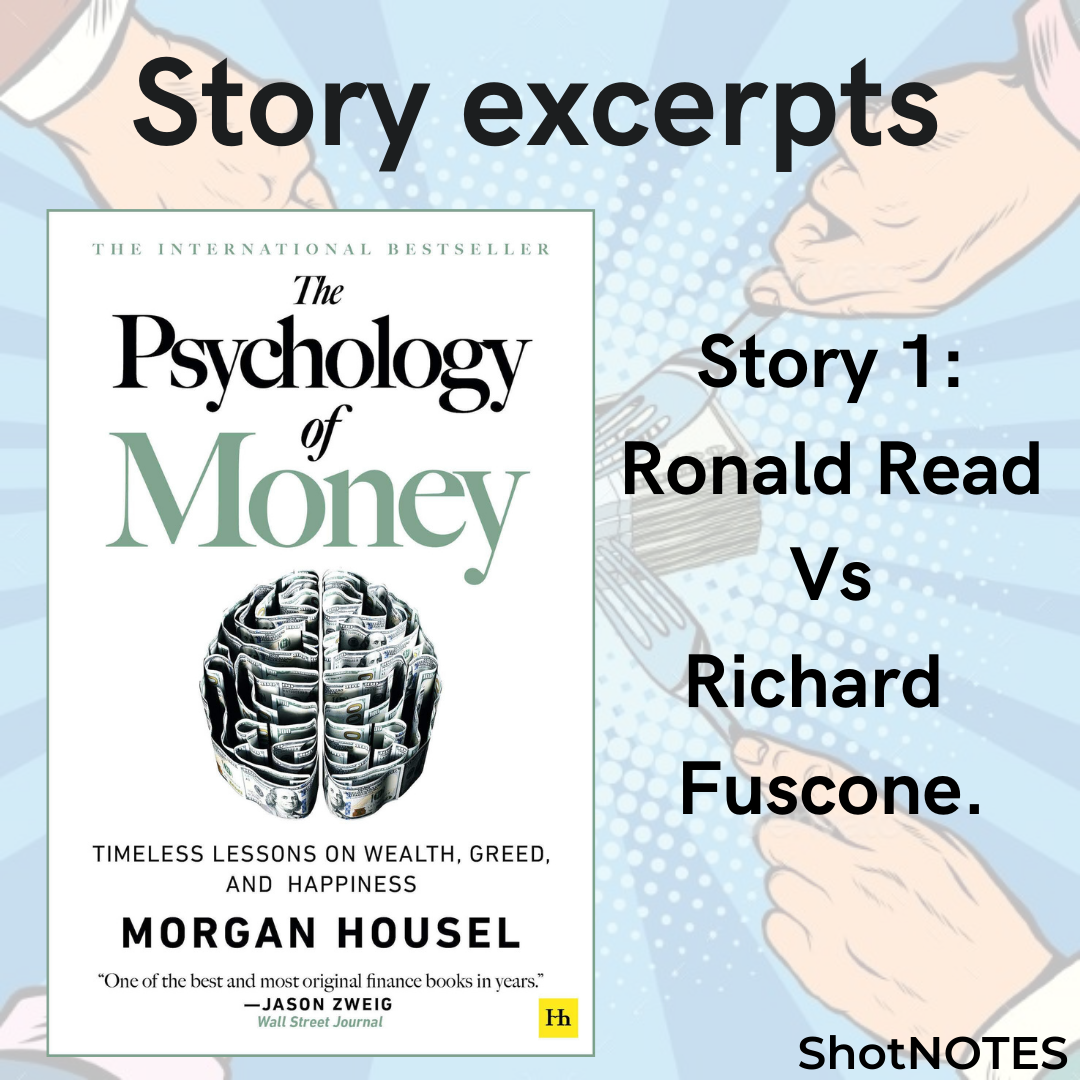 Story excerpts
THE INTERNATIONAL BESTSELLER
The
Psychology
of
Money
TIMELESS LESSONS ON WEALTH, GREED,
AND HAPPINESS
MORGAN HOUSEL
“One of the best and most original finance books in years.”
—JASON ZWEIG
Wall Street Journal
Hh
Story 1:
Ronald Read
Vs
Richard
Fuscone.
ShotNOTES